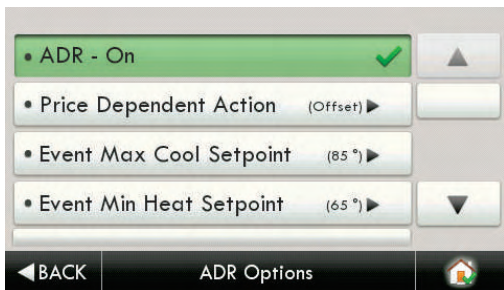 • ADR - On
• Price Dependent Action (Offset)
• Event Max Cool Setpoint (85 °)
• Event Min Heat Setpoint (65 °)
BACK ADR Options